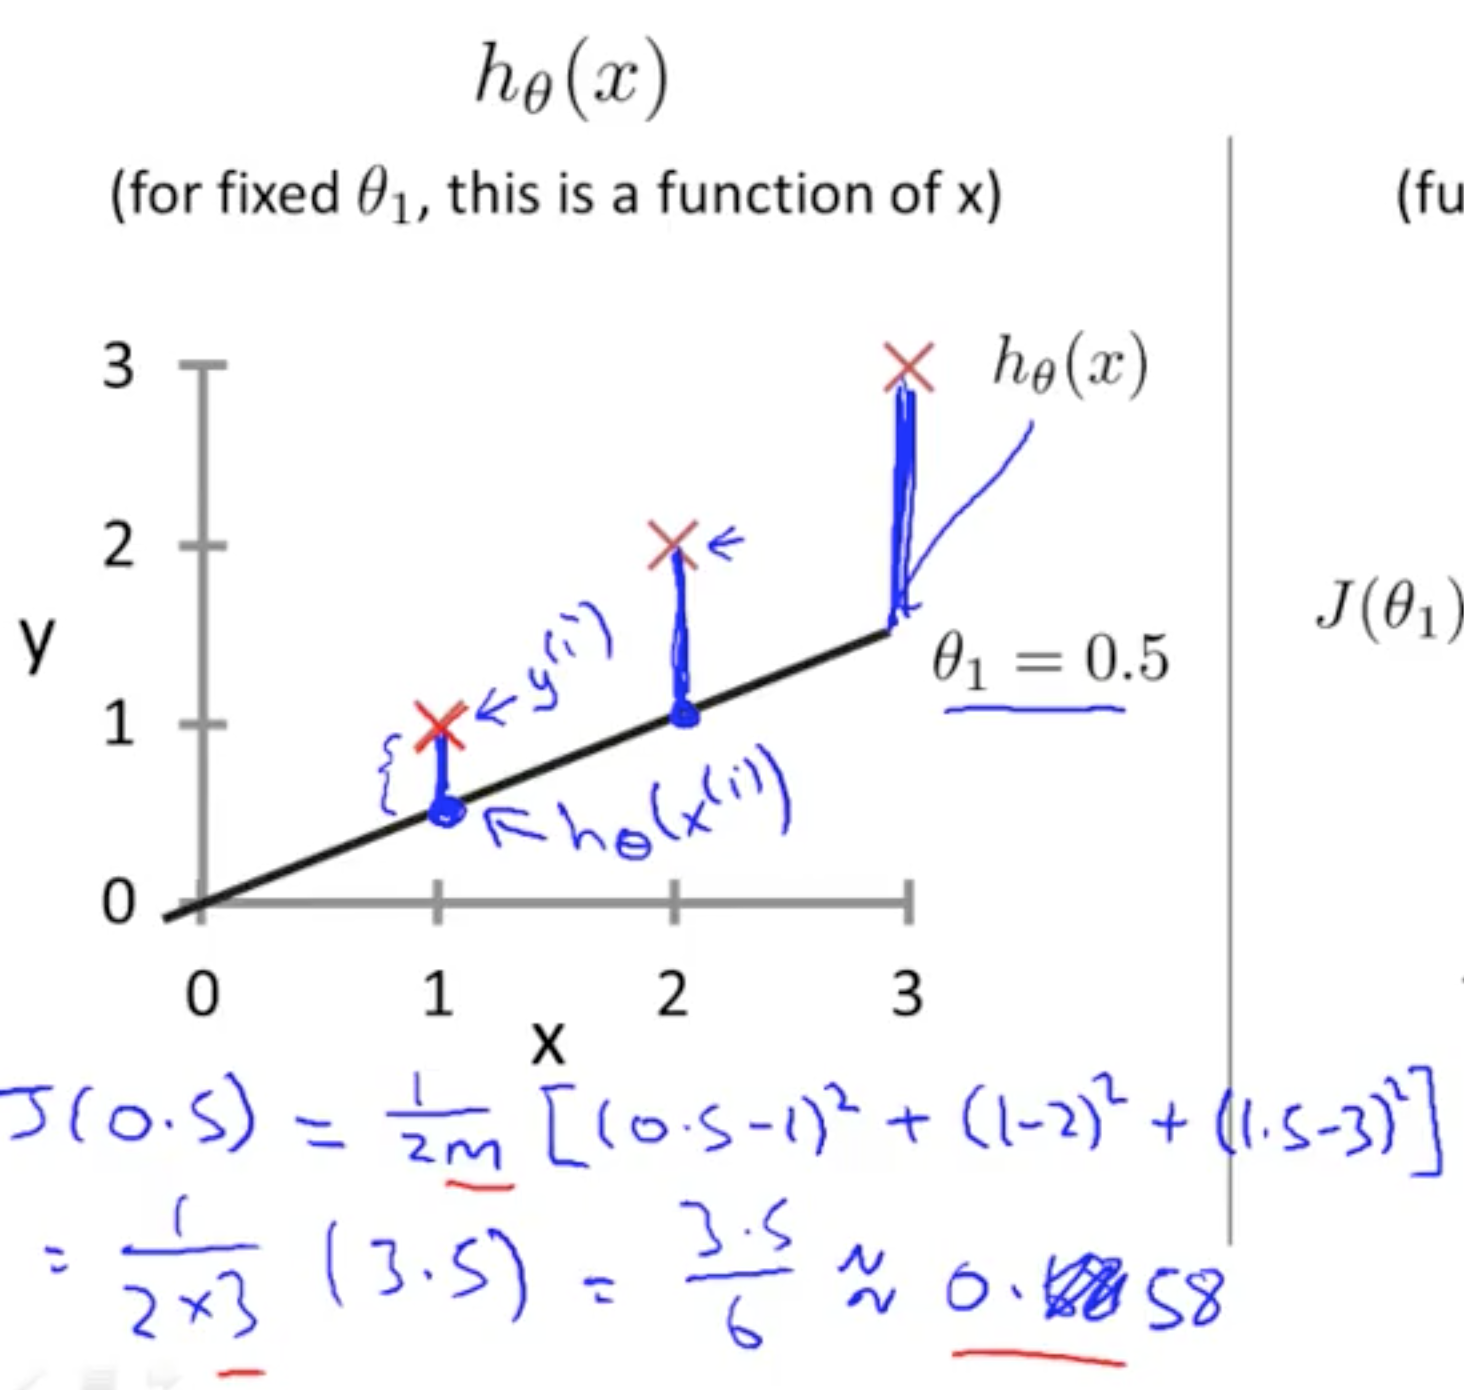 hθ(x)
(for fixed θ₁, this is a function of x)
(fu
3
hθ(x)
2
y
y⁽ⁱ⁾
J(θ₁)
θ₁ = 0.5
1
hθ(x⁽ⁱ⁾)
0
0 1 2 3
x
J(0.5) = 1/2m [(0.5-1)² + (1-2)² + (1.5-3)²]
= 1/2×3 (3.5) = 3.5/6 ≈ 0.58